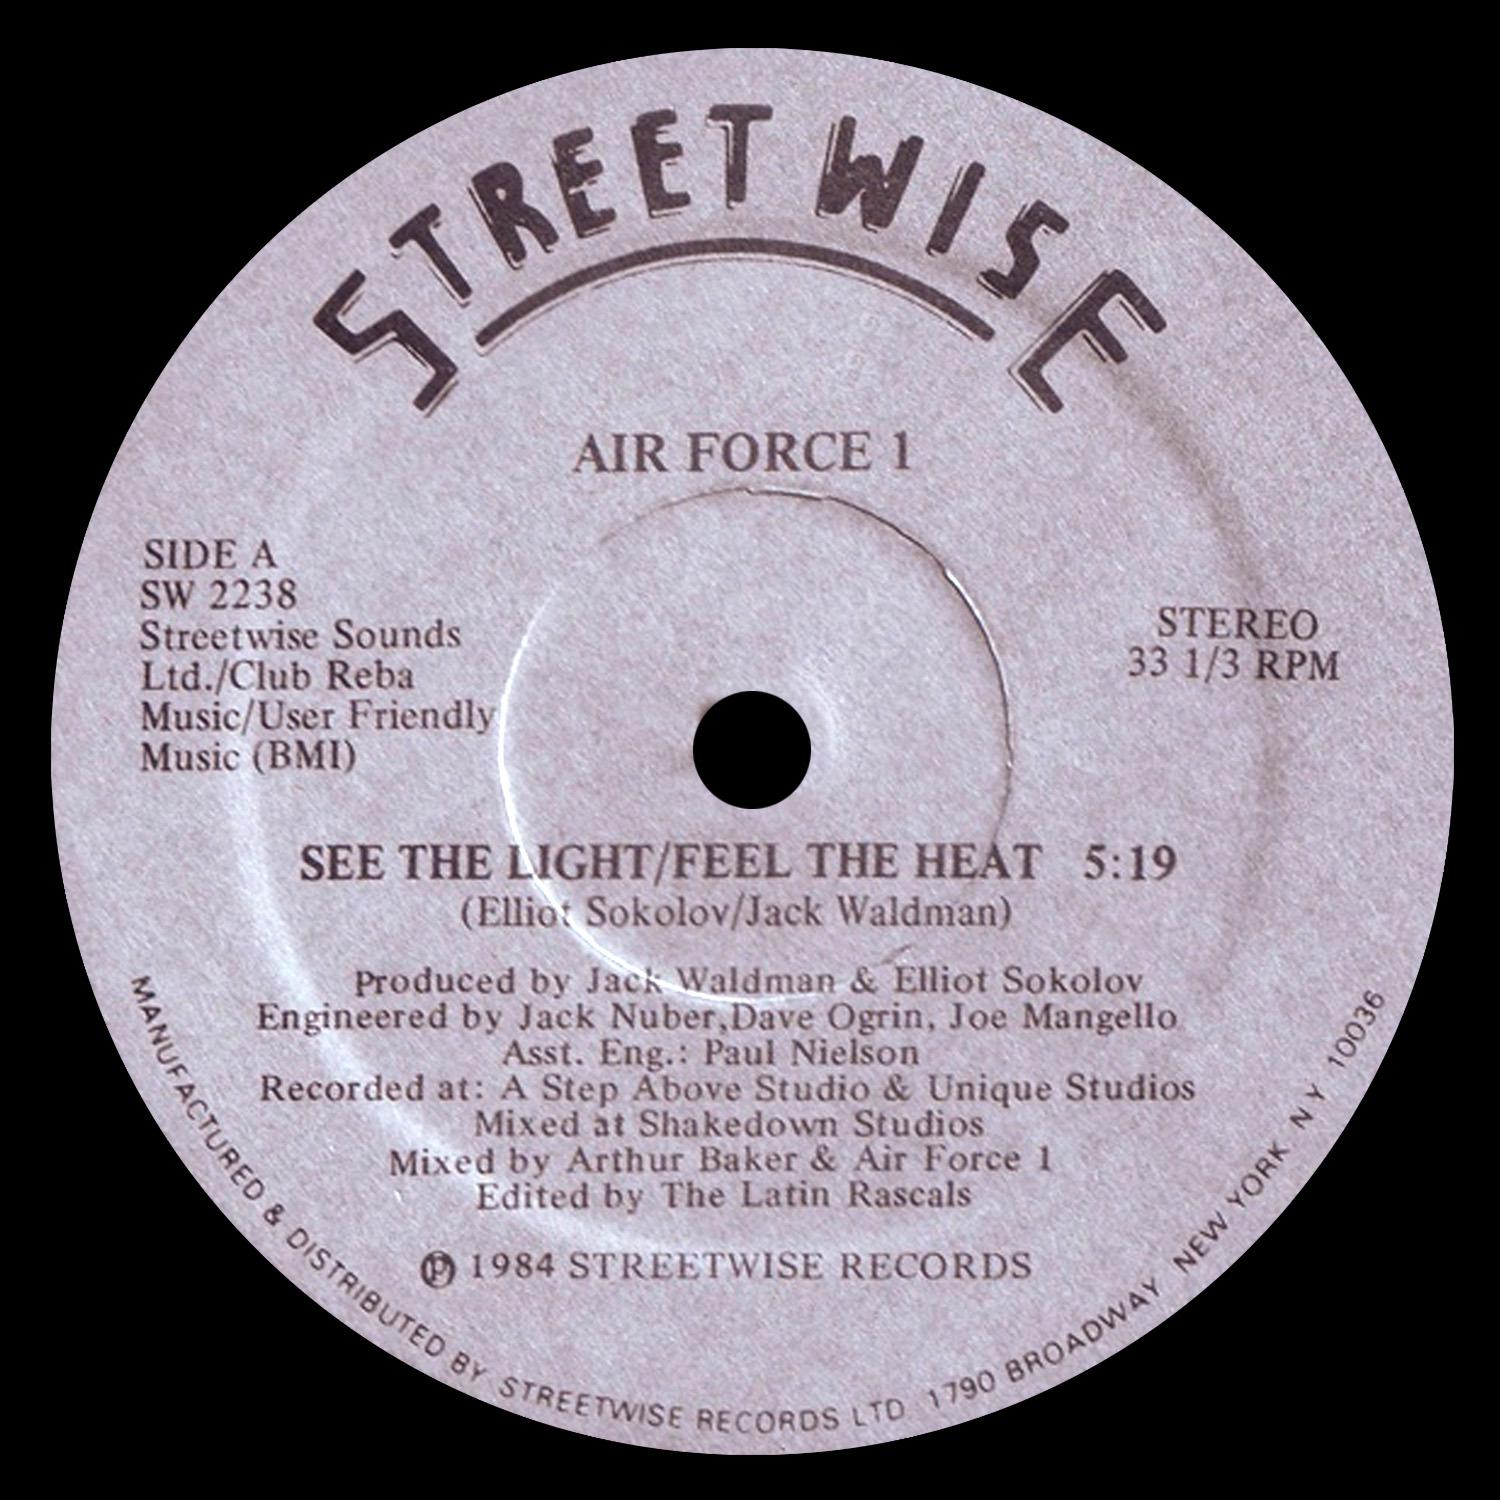 STREETWISE
AIR FORCE 1
SIDE A
SW 2238
Streetwise Sounds
Ltd./Club Reba
Music/User Friendly
Music (BMI)
STEREO
33 1/3 RPM
SEE THE LIGHT/FEEL THE HEAT 5:19
(Elliot Sokolov/Jack Waldman)
Produced by Jack Waldman & Elliot Sokolov
Engineered by Jack Nuber,Dave Ogrin, Joe Mangello
Asst. Eng.: Paul Nielson
Recorded at: A Step Above Studio & Unique Studios
Mixed at Shakedown Studios
Mixed by Arthur Baker & Air Force 1
Edited by The Latin Rascals
℗ 1984 STREETWISE RECORDS
MANUFACTURED & DISTRIBUTED BY STREETWISE RECORDS LTD 1790 BROADWAY NEW YORK N Y 10036